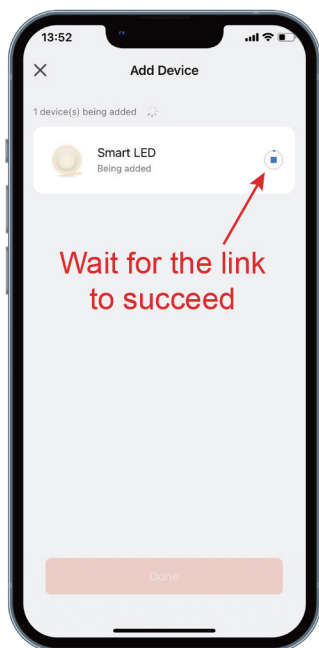 13:52
Add Device
1 device(s) being added
Smart LED
Being added
Wait for the link
to succeed
Done